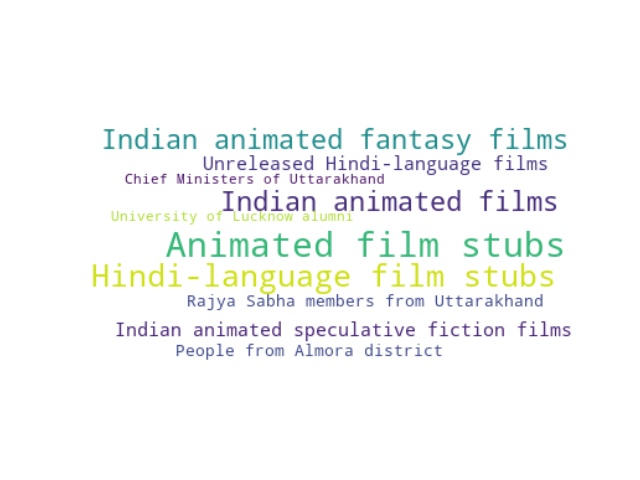 Indian animated fantasy films
Unreleased Hindi-language films
Chief Ministers of Uttarakhand
Indian animated films
University of Lucknow alumni
Animated film stubs
Hindi-language film stubs
Rajya Sabha members from Uttarakhand
Indian animated speculative fiction films
People from Almora district